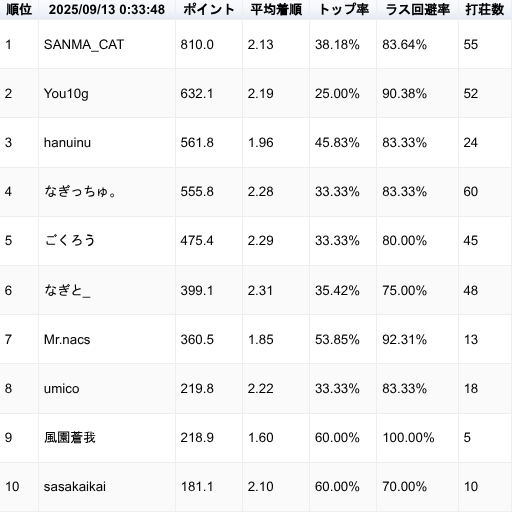 順位 2025/09/13 0:33:48 ポイント 平均着順 トップ率 ラス回避率 打荘数
1 SANMA_CAT 810.0 2.13 38.18% 83.64% 55
2 You10g 632.1 2.19 25.00% 90.38% 52
3 hanuinu 561.8 1.96 45.83% 83.33% 24
4 なぎっちゅ。 555.8 2.28 33.33% 83.33% 60
5 ごくろう 475.4 2.29 33.33% 80.00% 45
6 なぎと_ 399.1 2.31 35.42% 75.00% 48
7 Mr.nacs 360.5 1.85 53.85% 92.31% 13
8 umico 219.8 2.22 33.33% 83.33% 18
9 風園蒼我 218.9 1.60 60.00% 100.00% 5
10 sasakaikai 181.1 2.10 60.00% 70.00% 10